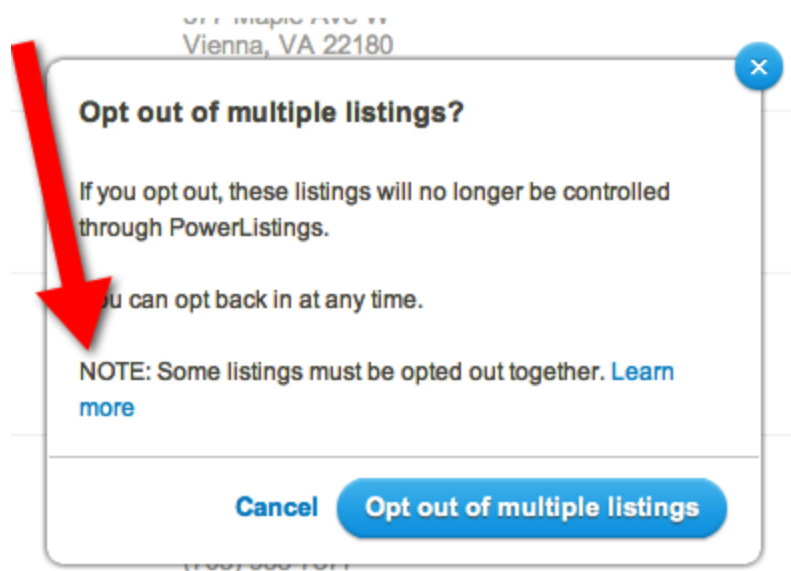 Vienna, VA 22180
Opt out of multiple listings?
If you opt out, these listings will no longer be controlled
through PowerListings.
can opt back in at any time.
NOTE: Some listings must be opted out together. Learn
more
Cancel
Opt out of multiple listings